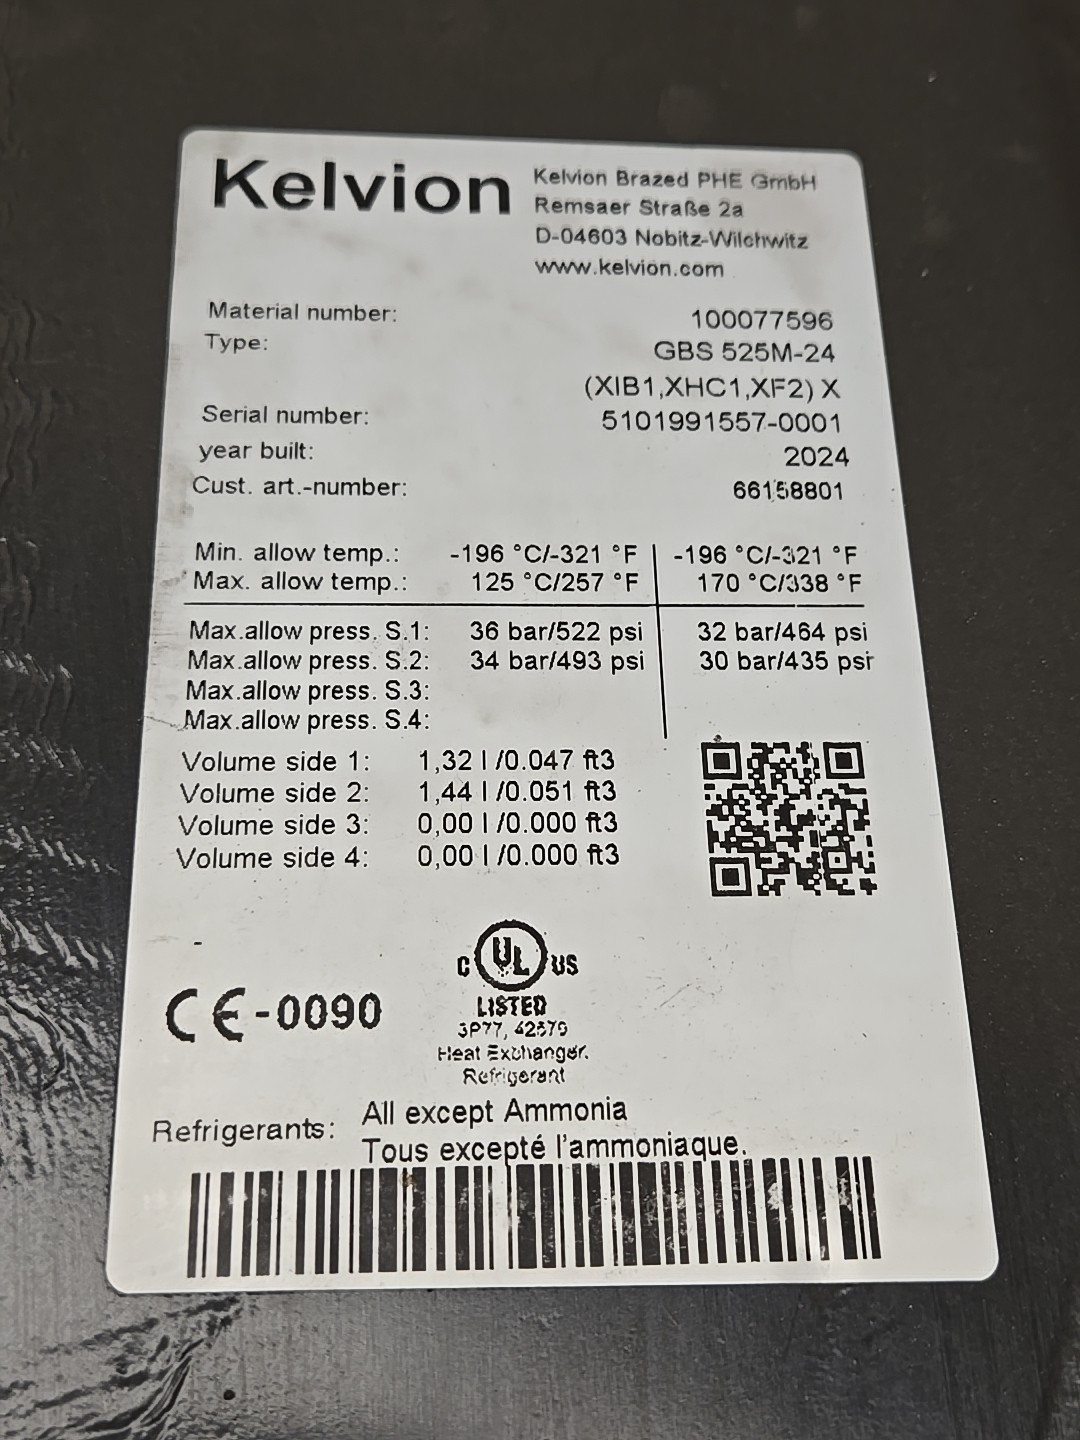 Kelvion
Kelvion Brazed PHE GmbH
Remsaer Straße 2a
D-04603 Nobitz-Wilchwitz
www.kelvion.com
Material number: 100077596
Type: GBS 525M-24
(XIB1,XHC1,XF2) X
Serial number: 5101991557-0001
year built: 2024
Cust. art.-number: 66158801
Min. allow temp.: -196 °C/-321 °F -196 °C/-321 °F
Max. allow temp.: 125 °C/257 °F 170 °C/338 °F
Max.allow press. S.1: 36 bar/522 psi 32 bar/464 psi
Max.allow press. S.2: 34 bar/493 psi 30 bar/435 psi
Max.allow press. S.3:
Max.allow press. S.4:
Volume side 1: 1,32 l /0.047 ft3
Volume side 2: 1,44 l /0.051 ft3
Volume side 3: 0,00 l /0.000 ft3
Volume side 4: 0,00 l /0.000 ft3
C UL US
LISTED
CE-0090
3P77,
Heat Exchanger.
Refrigerant
Refrigerants: All except Ammonia
Tous excepté l'ammoniaque.